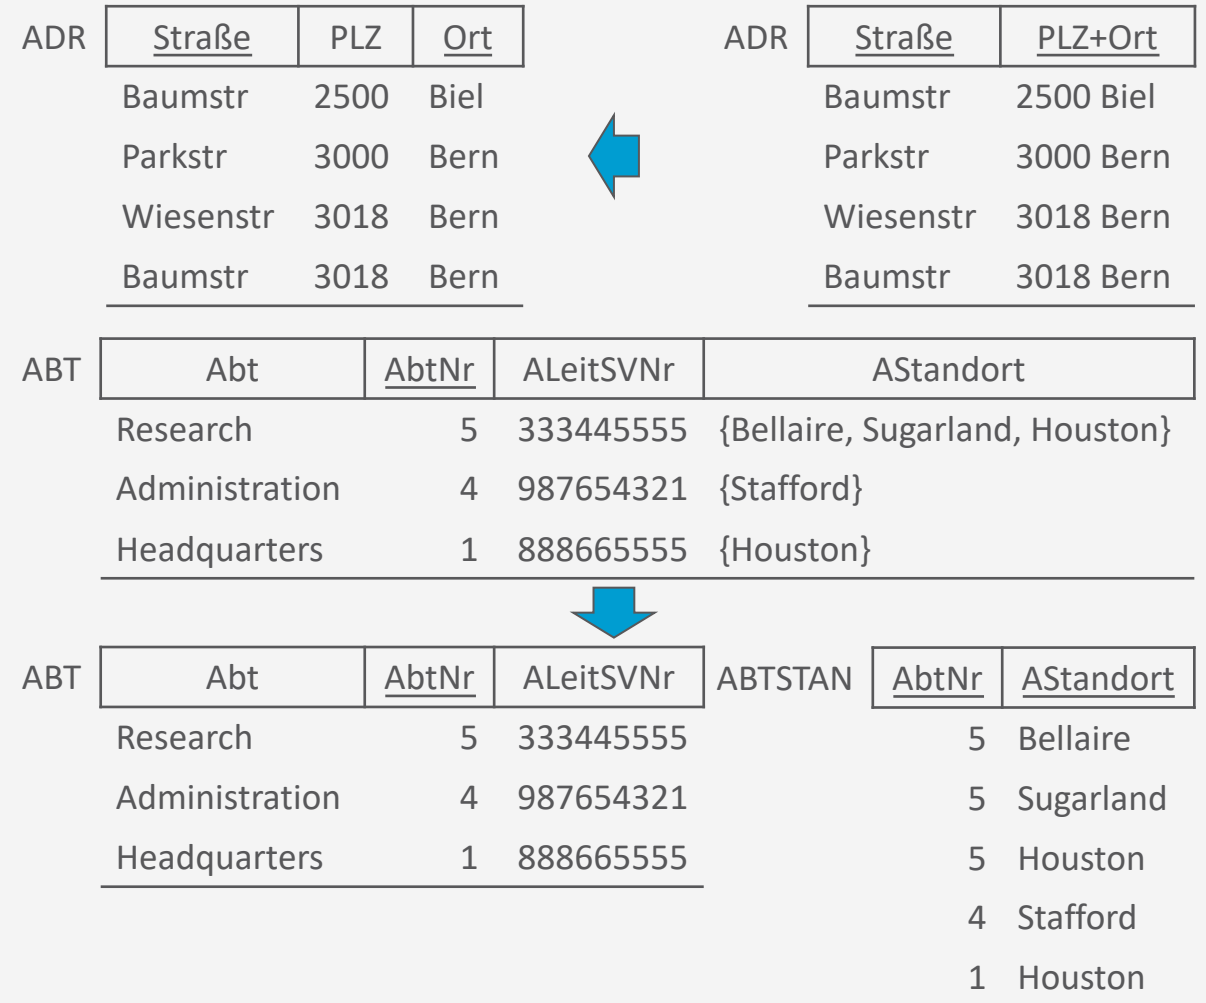 ADR Straße PLZ Ort
Baumstr 2500 Biel
Parkstr 3000 Bern
Wiesenstr 3018 Bern
Baumstr 3018 Bern
ADR Straße PLZ+Ort
Baumstr 2500 Biel
Parkstr 3000 Bern
Wiesenstr 3018 Bern
Baumstr 3018 Bern
ABT Abt AbtNr ALeitSVNr AStandort
Research 5 333445555 {Bellaire, Sugarland, Houston}
Administration 4 987654321 {Stafford}
Headquarters 1 888665555 {Houston}
ABT Abt AbtNr ALeitSVNr
Research 5 333445555
Administration 4 987654321
Headquarters 1 888665555
ABTSTAN AbtNr AStandort
5 Bellaire
5 Sugarland
5 Houston
4 Stafford
1 Houston